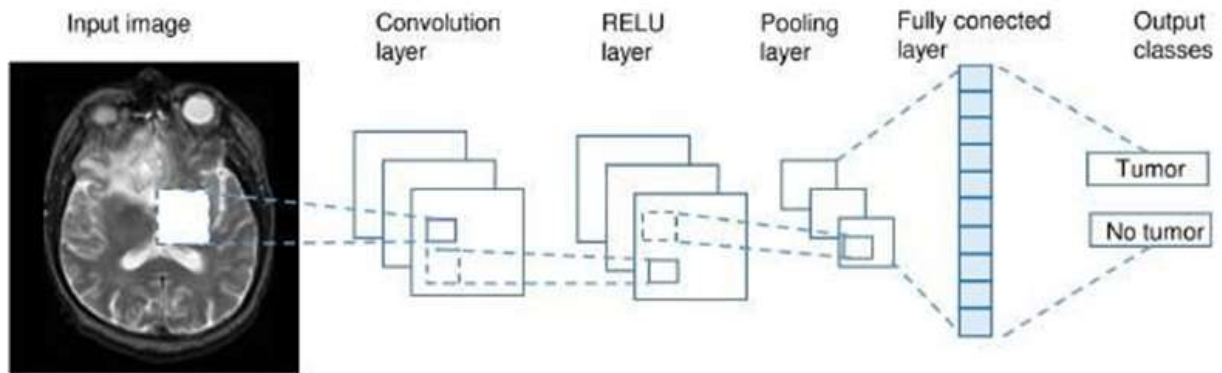 Input image
Convolution
layer
RELU
layer
Pooling
layer
Fully conected
layer
Output
classes
Tumor
No tumor